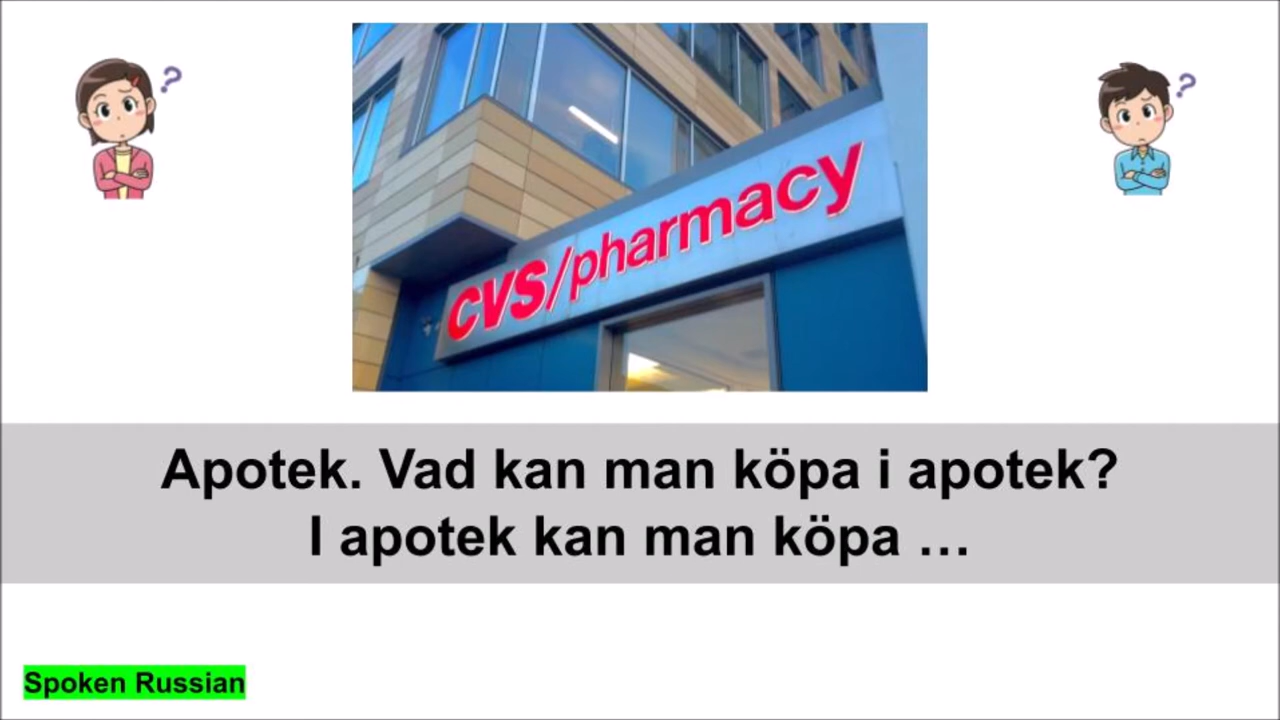 CVS/pharmacy
Apotek. Vad kan man köpa i apotek?
I apotek kan man köpa …
Spoken Russian